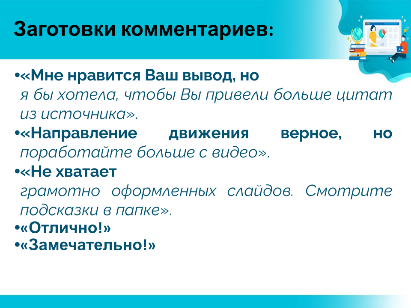 Заготовки комментариев:
•«Мне нравится Ваш вывод, но
я бы хотела, чтобы Вы привели больше цитат
из источника».
•«Направление движения верное, но
поработайте больше с видео».
•«Не хватает
грамотно оформленных слайдов. Смотрите
подсказки в папке».
•«Отлично!»
•«Замечательно!»